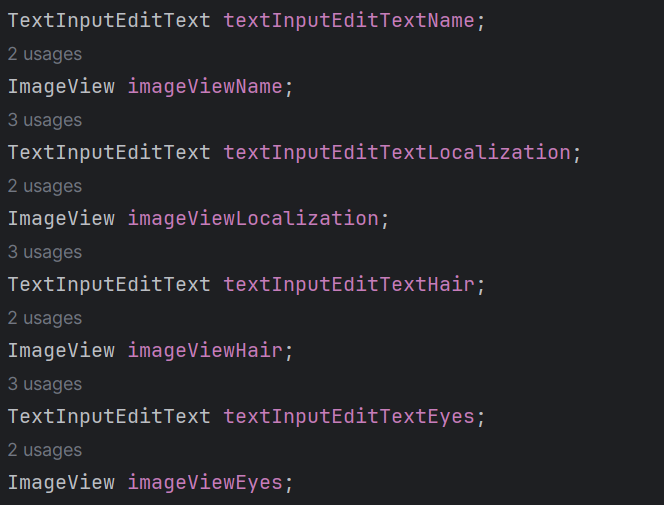 TextInputEditText textInputEditTextName;
2 usages
ImageView imageViewName;
3 usages
TextInputEditText textInputEditTextLocalization;
2 usages
ImageView imageViewLocalization;
3 usages
TextInputEditText textInputEditTextHair;
2 usages
ImageView imageViewHair;
3 usages
TextInputEditText textInputEditTextEyes;
2 usages
ImageView imageViewEyes;